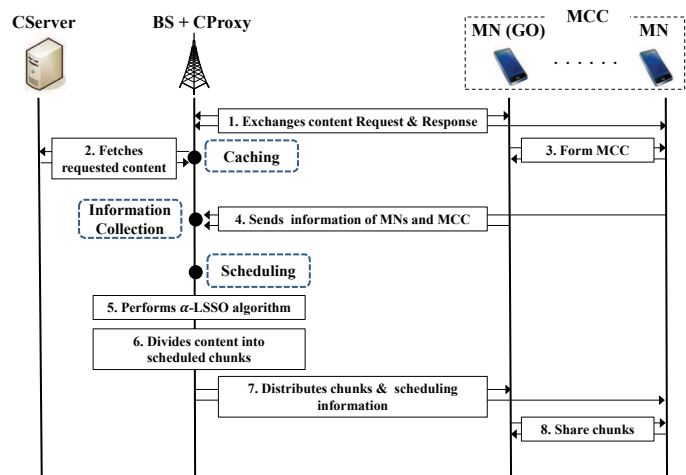 CServer
BS + CProxy
MCC
MN (GO)
MN
. . . . . .
1. Exchanges content Request & Response
2. Fetches
requested content
Caching
3. Form MCC
Information
Collection
4. Sends information of MNs and MCC
Scheduling
5. Performs α-LSSO algorithm
6. Divides content into
scheduled chunks
7. Distributes chunks & scheduling
information
8. Share chunks